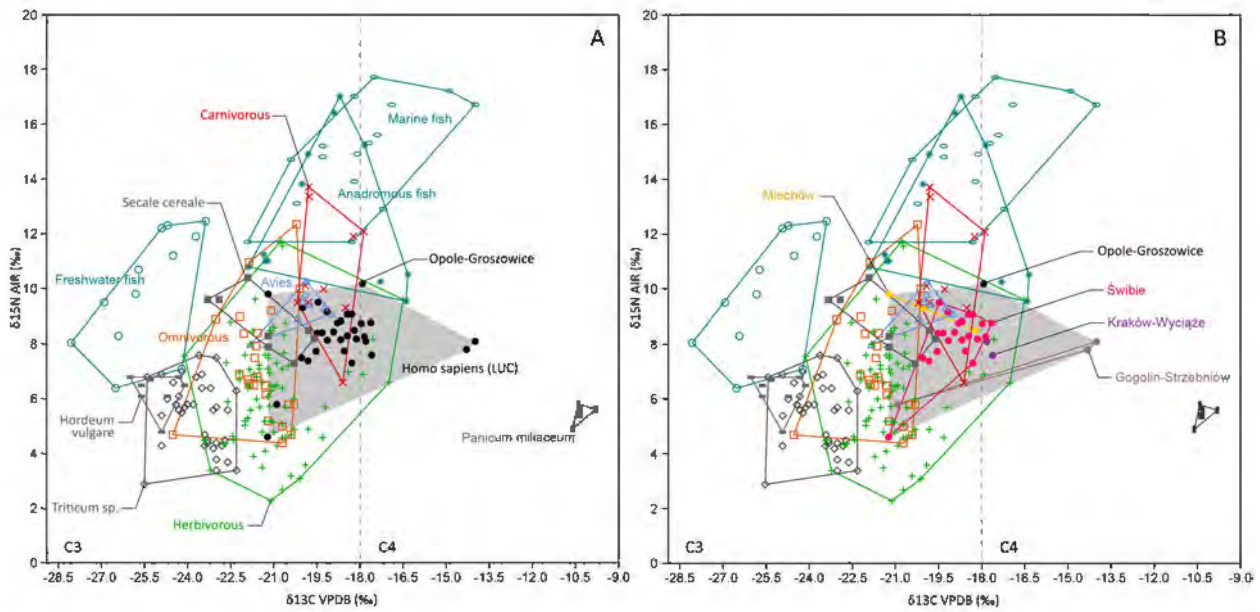 20
18
16
14
12
10
8
6
4
2
0
δ15N AIR (‰)
A
Carnivorous
Marine fish
Secale cereale
Anadromous fish
Freshwater fish
Avies
Opole-Groszowice
Omnivorous
Homo sapiens (LUC)
Hordeum
vulgare
Panicum miliaceum
Triticum sp.
Herbivorous
C3
C4
-28.5 -27.0 -25.5 -24.0 -22.5 -21.0 -19.5 -18.0 -16.5 -15.0 -13.5 -12.0 -10.5 -9.0
δ13C VPDB (‰)
20
18
16
14
12
10
8
6
4
2
0
δ15N AIR (‰)
B
Miechów
Opole-Groszowice
Świbie
Kraków-Wyciąże
Gogolin-Strzebniów
C3
C4
-28.5 -27.0 -25.5 -24.0 -22.5 -21.0 -19.5 -18.0 -16.5 -15.0 -13.5 -12.0 -10.5 -9.0
δ13C VPDB (‰)